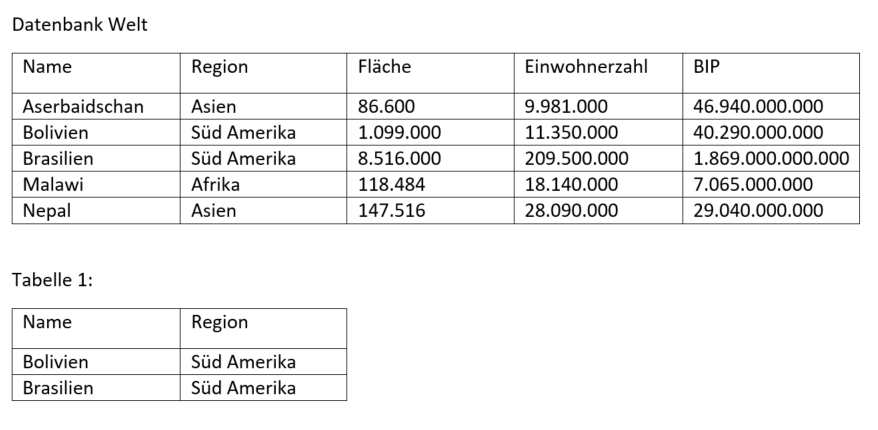 Datenbank Welt
Name Region Fläche Einwohnerzahl BIP
Aserbaidschan Asien 86.600 9.981.000 46.940.000.000
Bolivien Süd Amerika 1.099.000 11.350.000 40.290.000.000
Brasilien Süd Amerika 8.516.000 209.500.000 1.869.000.000.000
Malawi Afrika 118.484 18.140.000 7.065.000.000
Nepal Asien 147.516 28.090.000 29.040.000.000
Tabelle 1:
Name Region
Bolivien Süd Amerika
Brasilien Süd Amerika